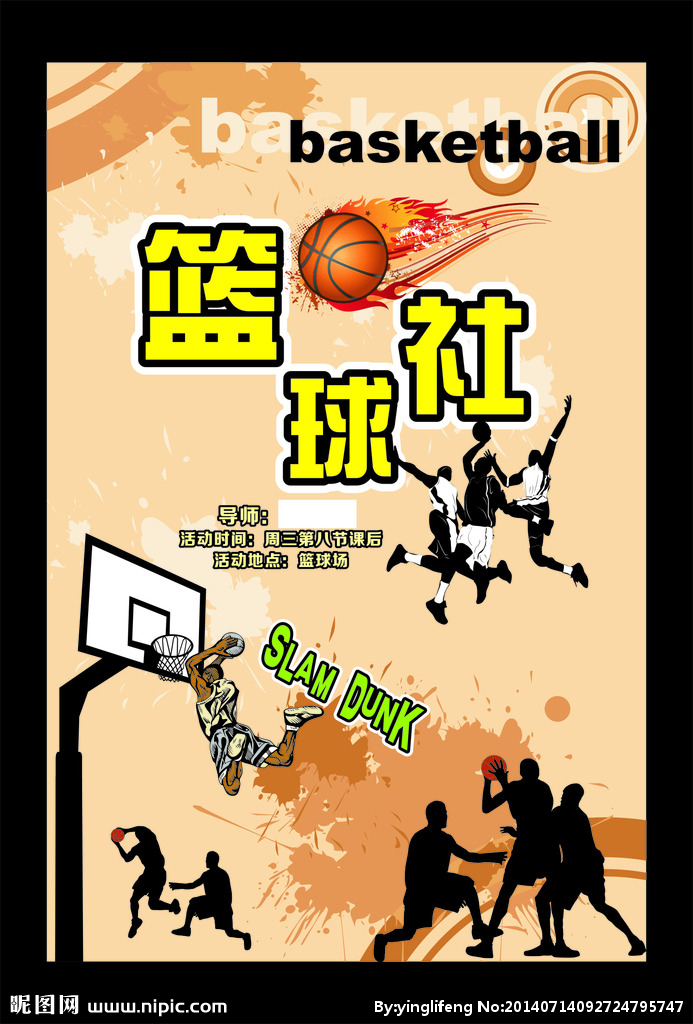 basketball
basketball
篮球社
导师:
活动时间：周三第八节课后
活动地点：篮球场
SLAM DUNK
昵图网 www.nipic.com
By:yinglifeng No:20140714092724795747